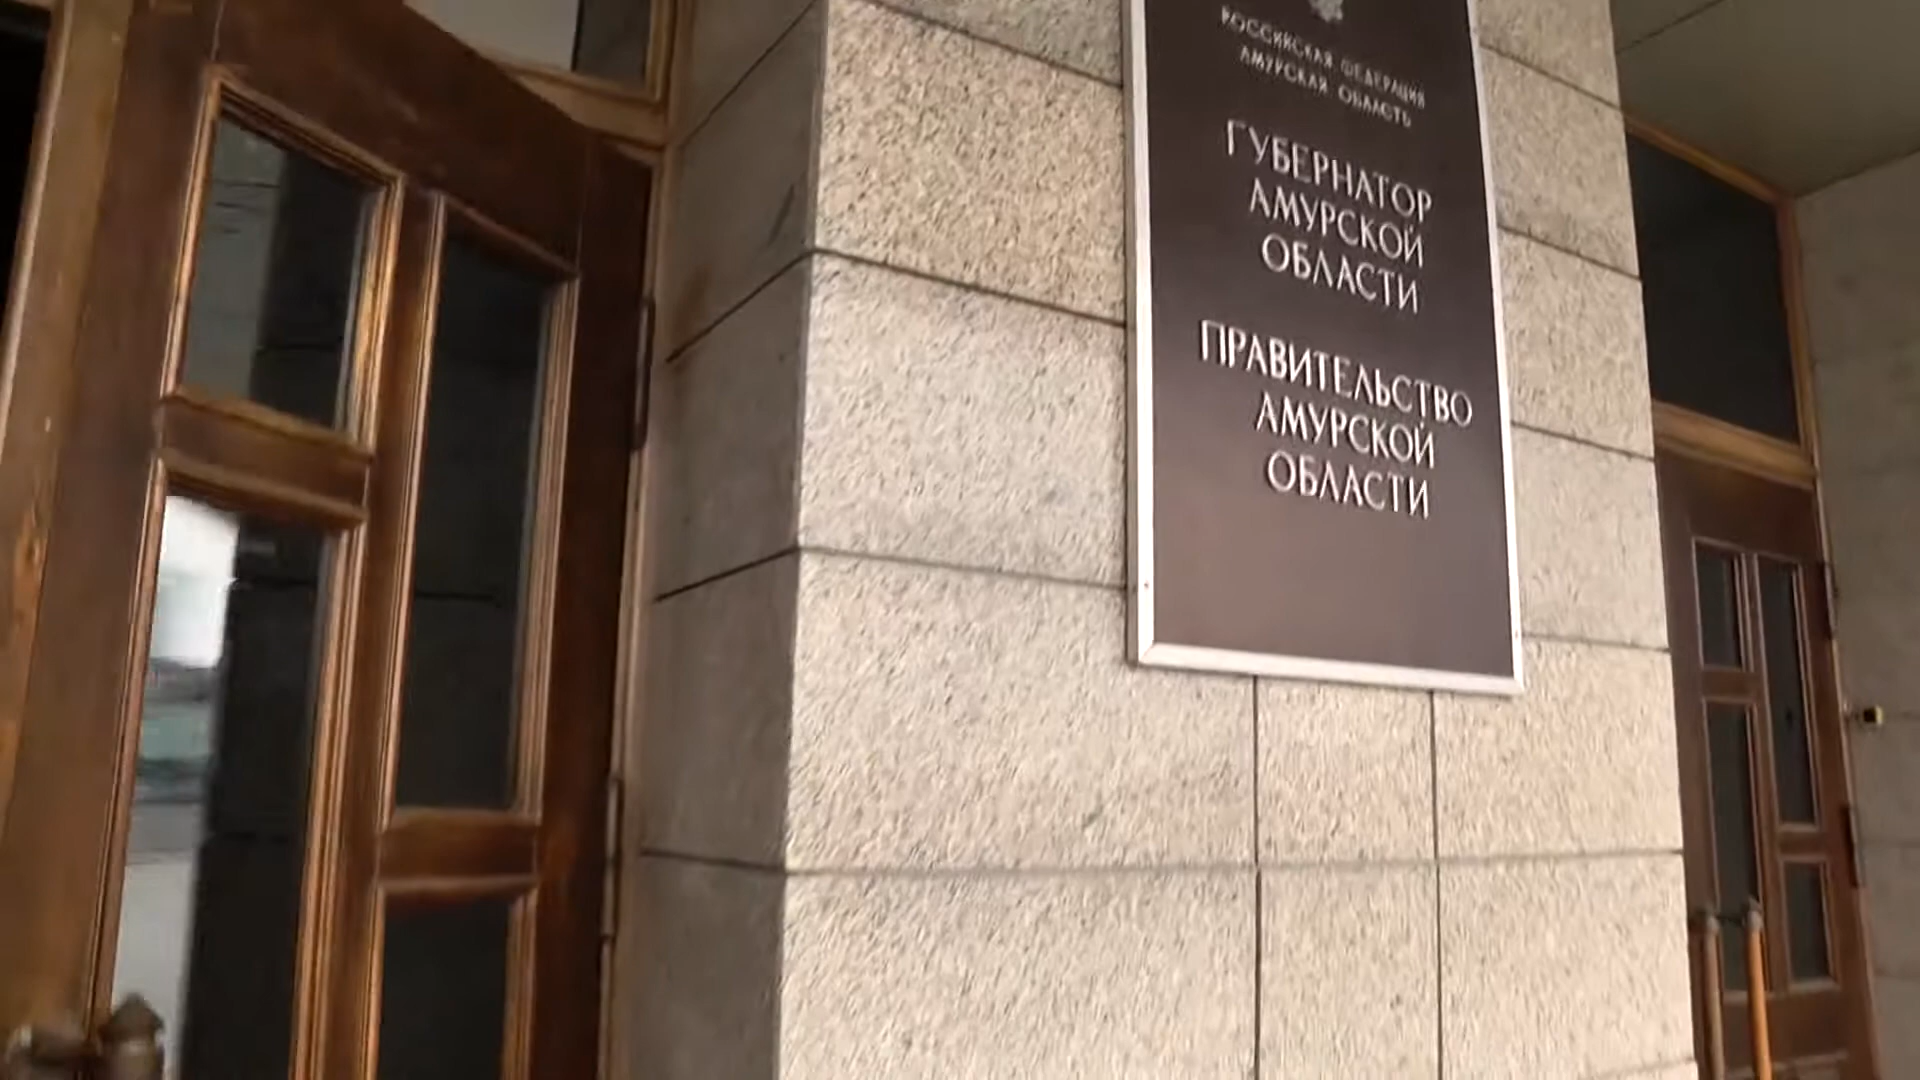 РОССИЙСКАЯ ФЕДЕРАЦИЯ
АМУРСКАЯ ОБЛАСТЬ
ГУБЕРНАТОР
АМУРСКОЙ
ОБЛАСТИ
ПРАВИТЕЛЬСТВО
АМУРСКОЙ
ОБЛАСТИ